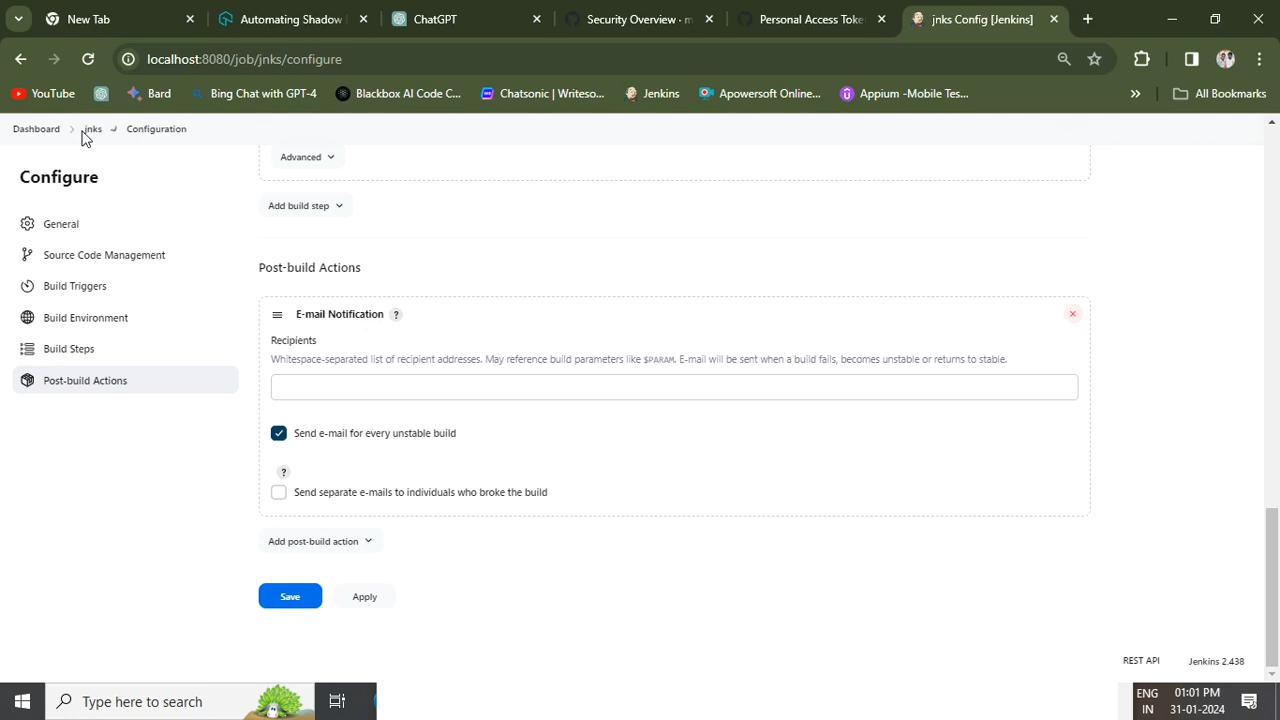 New Tab
Automating Shadow
ChatGPT
Security Overview - m
Personal Access Toke
jnks Config [Jenkins]
localhost:8080/job/jnks/configure
YouTube
Bard
Bing Chat with GPT-4
Blackbox AI Code C...
Chatsonic | Writeso...
Jenkins
Apowersoft Online...
Appium -Mobile Tes...
All Bookmarks
Dashboard
jnks
Configuration
Configure
General
Source Code Management
Build Triggers
Build Environment
Build Steps
Post-build Actions
Advanced
Add build step
Post-build Actions
E-mail Notification ?
Recipients
Whitespace-separated list of recipient addresses. May reference build parameters like $PARAM. E-mail will be sent when a build fails, becomes unstable or returns to stable.
Send e-mail for every unstable build
?
Send separate e-mails to individuals who broke the build
Add post-build action
Save
Apply
REST API
Jenkins 2.438
Type here to search
ENG
IN
01:01 PM
31-01-2024